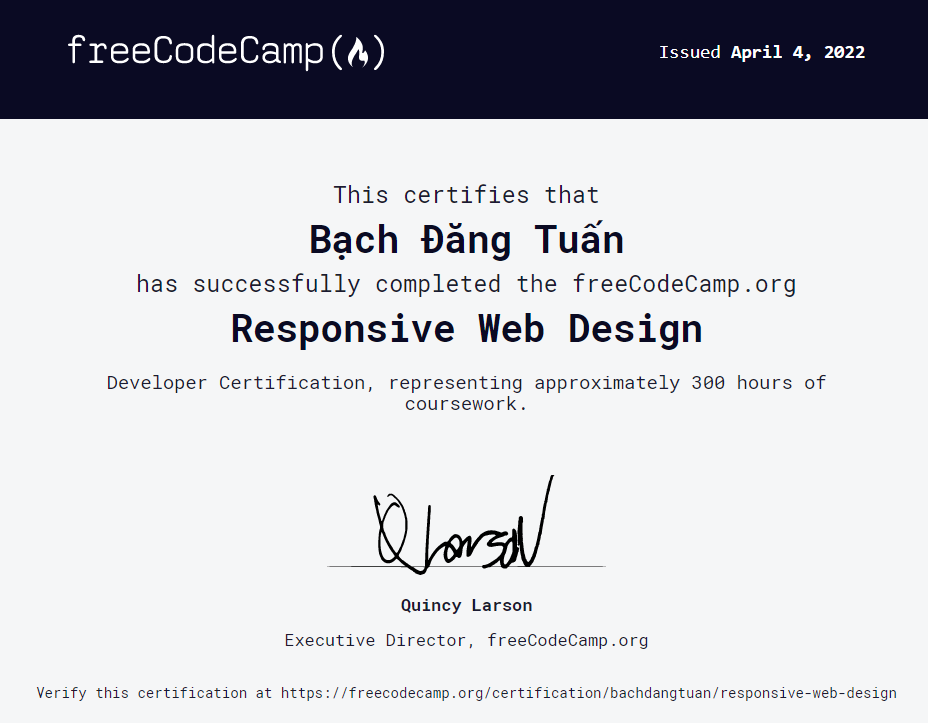 freeCodeCamp
Issued April 4, 2022
This certifies that
Bạch Đăng Tuấn
has successfully completed the freeCodeCamp.org
Responsive Web Design
Developer Certification, representing approximately 300 hours of
coursework.
Q Larson
Quincy Larson
Executive Director, freeCodeCamp.org
Verify this certification at https://freecodecamp.org/certification/bachdangtuan/responsive-web-design